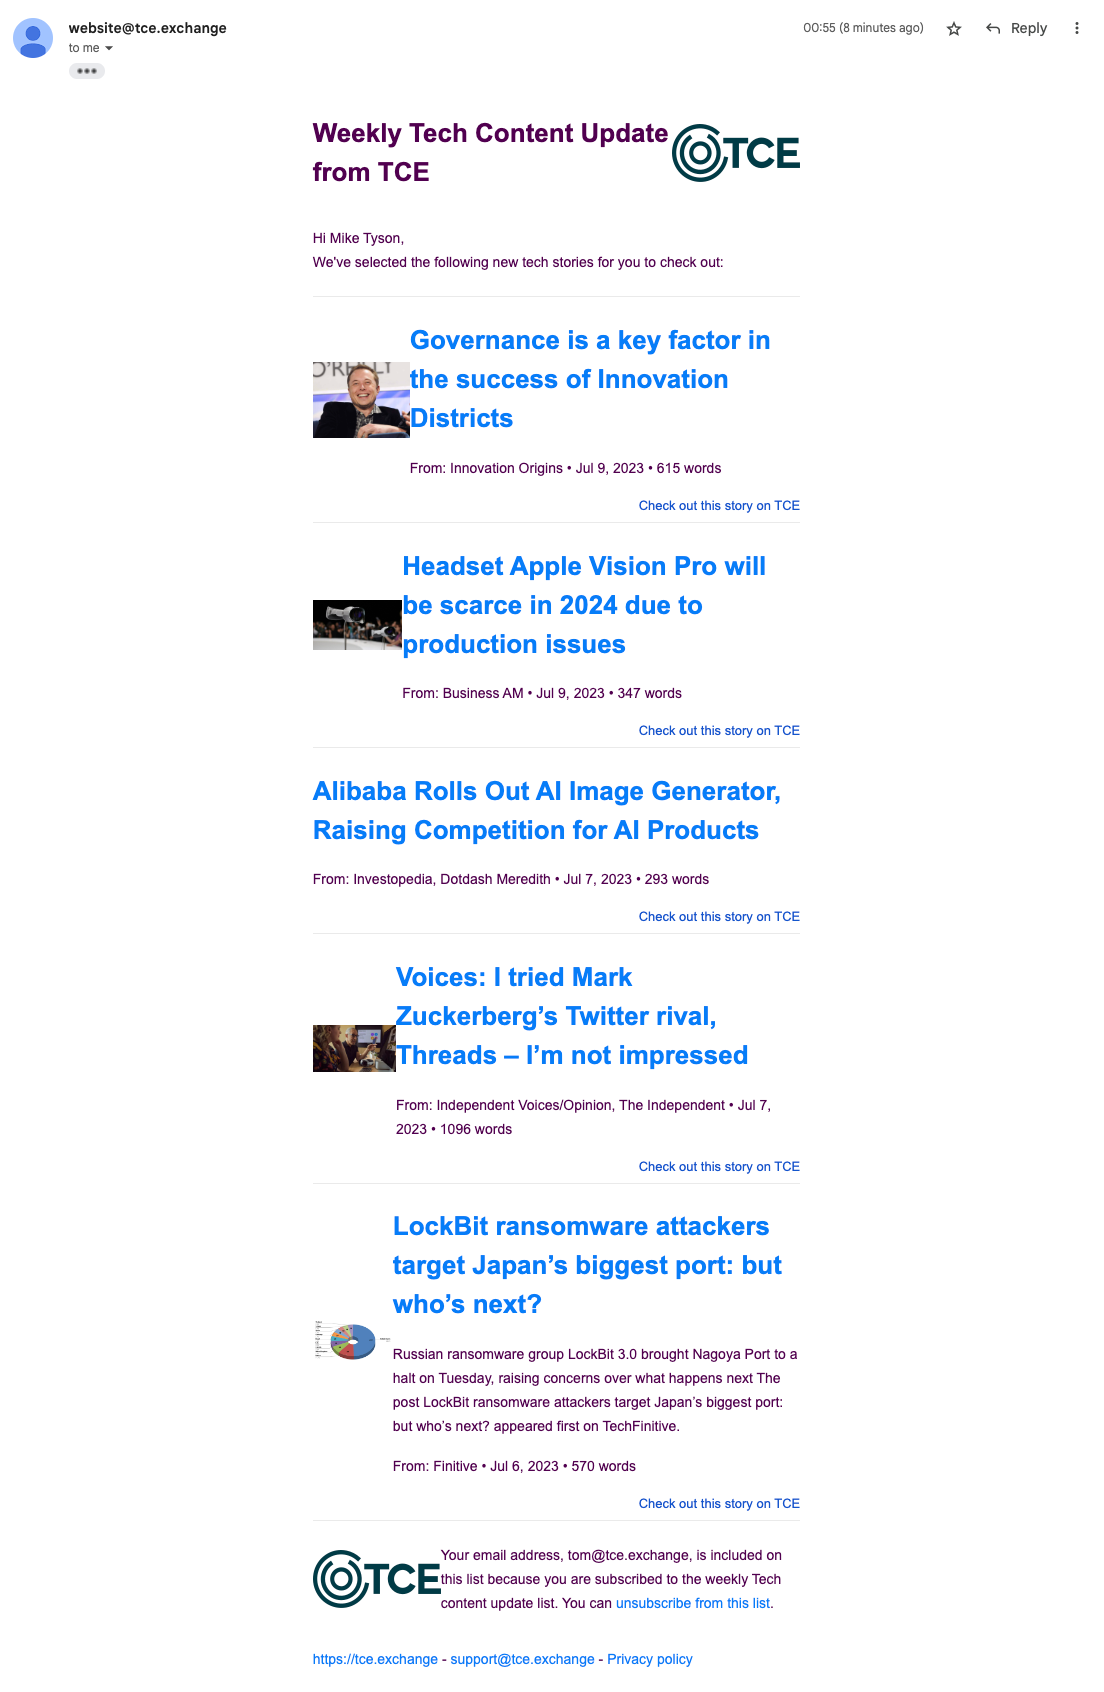 website@tce.exchange
00:55 (8 minutes ago)
Reply
to me
Weekly Tech Content Update
from TCE
TCE
Hi Mike Tyson,
We've selected the following new tech stories for you to check out:
O'REILLY
Governance is a key factor in
the success of Innovation
Districts
From: Innovation Origins • Jul 9, 2023 • 615 words
Check out this story on TCE
Headset Apple Vision Pro will
be scarce in 2024 due to
production issues
From: Business AM • Jul 9, 2023 • 347 words
Check out this story on TCE
Alibaba Rolls Out AI Image Generator,
Raising Competition for AI Products
From: Investopedia, Dotdash Meredith • Jul 7, 2023 • 293 words
Check out this story on TCE
Voices: I tried Mark
Zuckerberg’s Twitter rival,
Threads – I’m not impressed
From: Independent Voices/Opinion, The Independent • Jul 7,
2023 • 1096 words
Check out this story on TCE
LockBit ransomware attackers
target Japan’s biggest port: but
who’s next?
Russian ransomware group LockBit 3.0 brought Nagoya Port to a
halt on Tuesday, raising concerns over what happens next The
post LockBit ransomware attackers target Japan’s biggest port:
but who’s next? appeared first on TechFinitive.
From: Finitive • Jul 6, 2023 • 570 words
Check out this story on TCE
TCE
Your email address, tom@tce.exchange, is included on
this list because you are subscribed to the weekly Tech
content update list. You can unsubscribe from this list.
https://tce.exchange - support@tce.exchange - Privacy policy